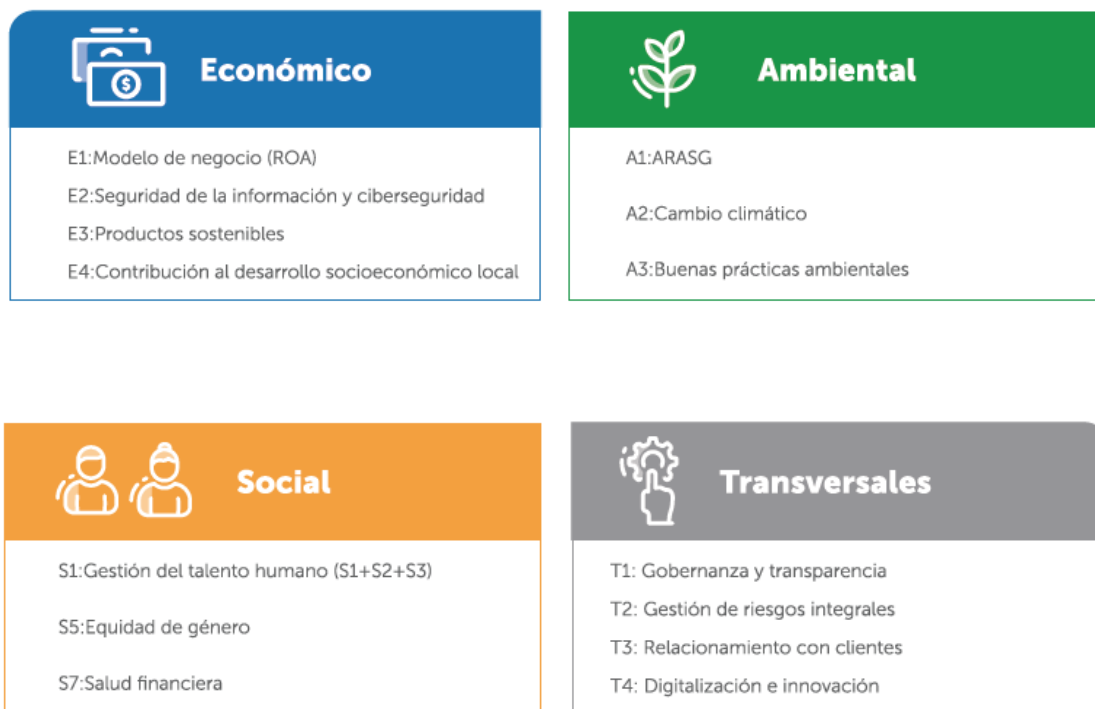 Económico
E1:Modelo de negocio (ROA)
E2:Seguridad de la información y ciberseguridad
E3:Productos sostenibles
E4:Contribución al desarrollo socioeconómico local
Ambiental
A1:ARASG
A2:Cambio climático
A3:Buenas prácticas ambientales
Social
S1:Gestión del talento humano (S1+S2+S3)
S5:Equidad de género
S7:Salud financiera
Transversales
T1: Gobernanza y transparencia
T2: Gestión de riesgos integrales
T3: Relacionamiento con clientes
T4: Digitalización e innovación